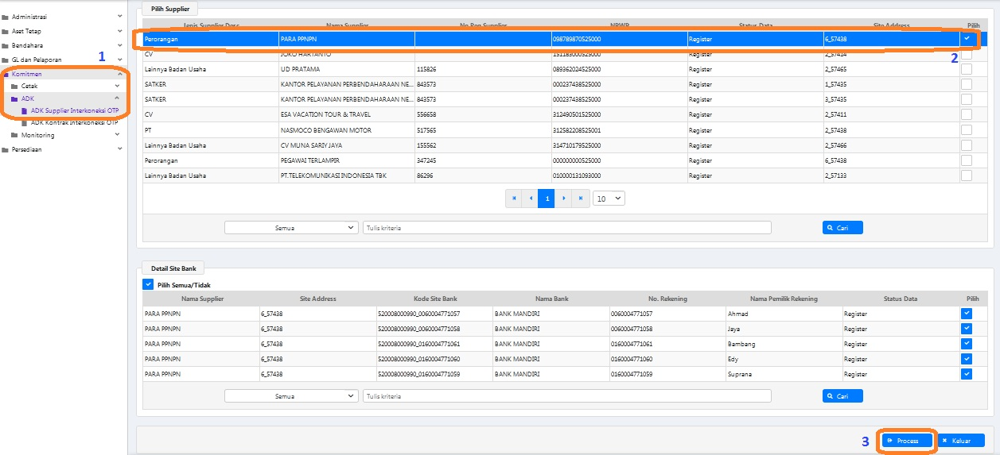 Administrasi
Aset Tetap
Bendahara
GL dan Pelaporan
1
Komitmen
Cetak
ADK
ADK Supplier Interkoneksi OTP
ADK Kontrak Interkoneksi OTP
Monitoring
Persediaan
Pilih Supplier
Jenis Supplier Desc Nama Supplier No Reg Supplier NPWP Status Data Site Address Pilih
Perorangan PARA PPNPN 098789870525000 Register 6_57438
2
CV JOKO HARTANTO 151183000525000 Register 2_57414
Lainnya Badan Usaha UD PRATAMA 115826 089362024525000 Register 2_57465
SATKER KANTOR PELAYANAN PERBENDAHARAAN NE... 843573 000237438525000 Register 1_57435
SATKER KANTOR PELAYANAN PERBENDAHARAAN NE... 843573 000237438525000 Register 3_57435
CV ESA VACATION TOUR & TRAVEL 556658 312490501525000 Register 2_57411
PT NASMOCO BENGAWAN MOTOR 517565 312582208525001 Register 2_57438
Lainnya Badan Usaha CV MUNA SARIY JAYA 155562 314710179525000 Register 2_57466
Perorangan PEGAWAI TERLAMPIR 347245 000000000525000 Register 6_57438
Lainnya Badan Usaha PT.TELEKOMUNIKASI INDONESIA TBK 86296 010000131093000 Register 2_57133
1 10
Semua Tulis kriteria Cari
Detail Site Bank
Pilih Semua/Tidak
Nama Supplier Site Address Kode Site Bank Nama Bank No. Rekening Nama Pemilik Rekening Status Data Pilih
PARA PPNPN 6_57438 520008000990_0060004771057 BANK MANDIRI 0060004771057 Ahmad Register
PARA PPNPN 6_57438 520008000990_0060004771058 BANK MANDIRI 0060004771058 Jaya Register
PARA PPNPN 6_57438 520008000990_0160004771061 BANK MANDIRI 0160004771061 Bambang Register
PARA PPNPN 6_57438 520008000990_0160004771060 BANK MANDIRI 0160004771060 Edy Register
PARA PPNPN 6_57438 520008000990_0160004771059 BANK MANDIRI 0160004771059 Suprana Register
Semua Tulis kriteria Cari
3 Process Keluar